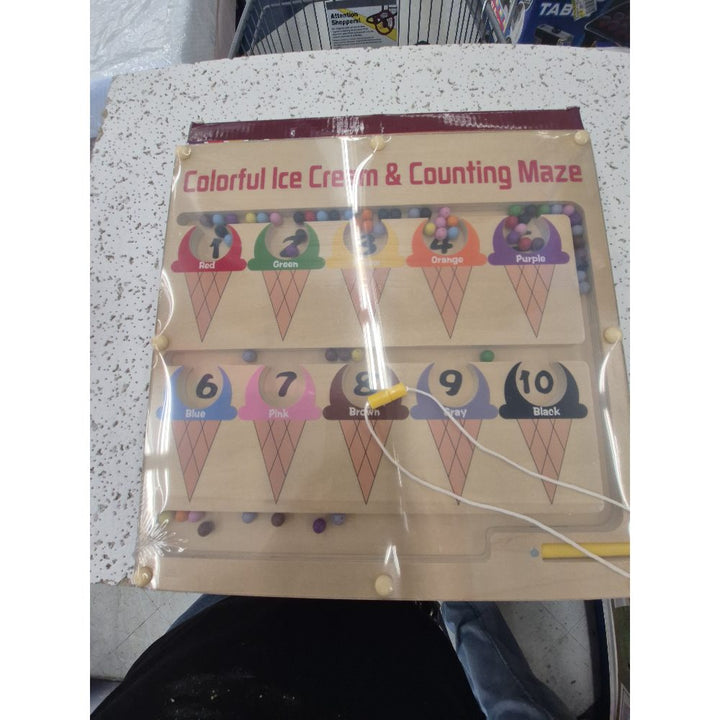 Attention
Shoppers!
TAB
Colorful Ice Cream & Counting Maze
1 2 3 4
Red Green Orange Purple
6 7 8 9 10
Blue Pink Brown Gray Black